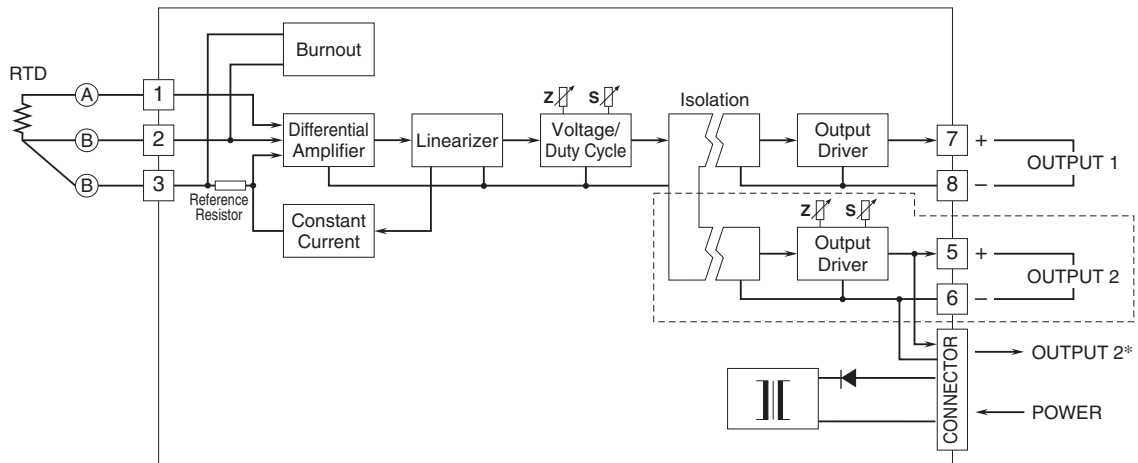 RTD
A
B
B
1
2
3
Burnout
Differential
Amplifier
Reference
Resistor
Constant
Current
Linearizer
Z
S
Voltage/
Duty Cycle
Isolation
Output
Driver
7
+
8
–
OUTPUT 1
Z
S
Output
Driver
5
+
6
–
OUTPUT 2
CONNECTOR
OUTPUT 2*
POWER